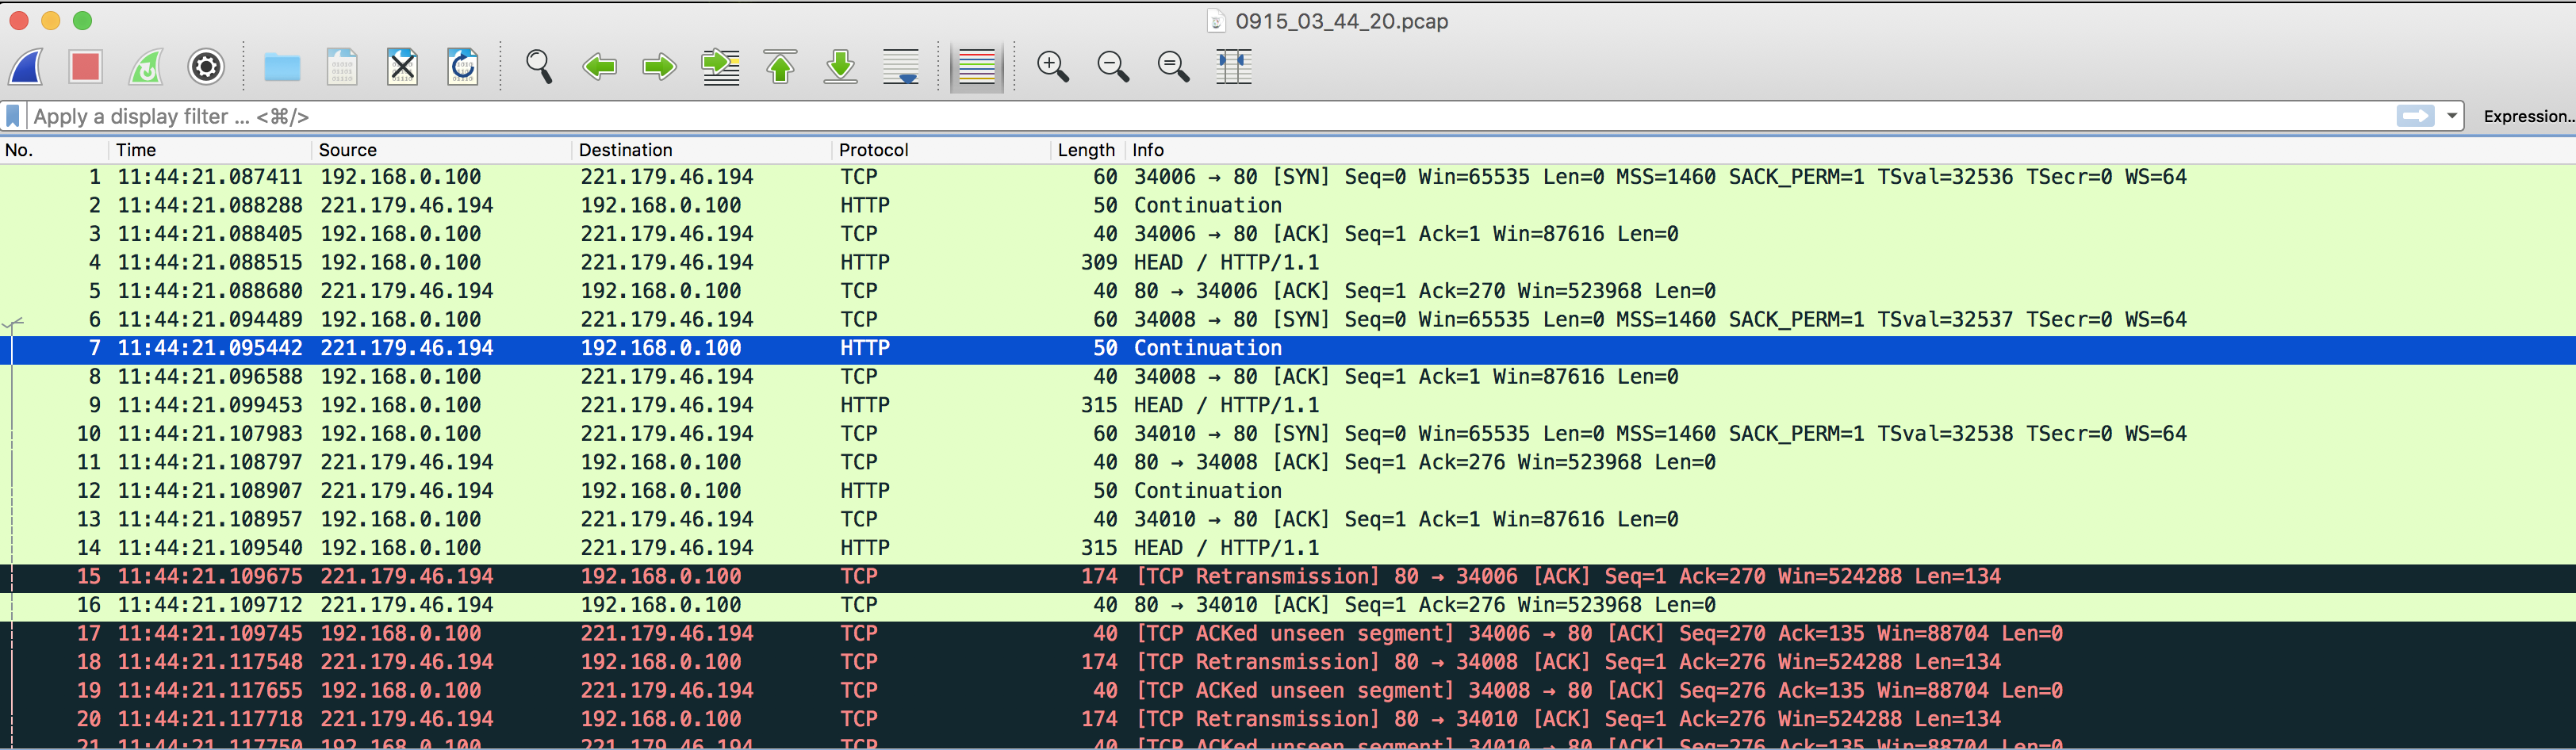 0915_03_44_20.pcap
Apply a display filter ... <⌘/>
Expression..
No. Time Source Destination Protocol Length Info
1 11:44:21.087411 192.168.0.100 221.179.46.194 TCP 60 34006 → 80 [SYN] Seq=0 Win=65535 Len=0 MSS=1460 SACK_PERM=1 TSval=32536 TSecr=0 WS=64
2 11:44:21.088288 221.179.46.194 192.168.0.100 HTTP 50 Continuation
3 11:44:21.088405 192.168.0.100 221.179.46.194 TCP 40 34006 → 80 [ACK] Seq=1 Ack=1 Win=87616 Len=0
4 11:44:21.088515 192.168.0.100 221.179.46.194 HTTP 309 HEAD / HTTP/1.1
5 11:44:21.088680 221.179.46.194 192.168.0.100 TCP 40 80 → 34006 [ACK] Seq=1 Ack=270 Win=523968 Len=0
6 11:44:21.094489 192.168.0.100 221.179.46.194 TCP 60 34008 → 80 [SYN] Seq=0 Win=65535 Len=0 MSS=1460 SACK_PERM=1 TSval=32537 TSecr=0 WS=64
7 11:44:21.095442 221.179.46.194 192.168.0.100 HTTP 50 Continuation
8 11:44:21.096588 192.168.0.100 221.179.46.194 TCP 40 34008 → 80 [ACK] Seq=1 Ack=1 Win=87616 Len=0
9 11:44:21.099453 192.168.0.100 221.179.46.194 HTTP 315 HEAD / HTTP/1.1
10 11:44:21.107983 192.168.0.100 221.179.46.194 TCP 60 34010 → 80 [SYN] Seq=0 Win=65535 Len=0 MSS=1460 SACK_PERM=1 TSval=32538 TSecr=0 WS=64
11 11:44:21.108797 221.179.46.194 192.168.0.100 TCP 40 80 → 34008 [ACK] Seq=1 Ack=276 Win=523968 Len=0
12 11:44:21.108907 221.179.46.194 192.168.0.100 HTTP 50 Continuation
13 11:44:21.108957 192.168.0.100 221.179.46.194 TCP 40 34010 → 80 [ACK] Seq=1 Ack=1 Win=87616 Len=0
14 11:44:21.109540 192.168.0.100 221.179.46.194 HTTP 315 HEAD / HTTP/1.1
15 11:44:21.109675 221.179.46.194 192.168.0.100 TCP 174 [TCP Retransmission] 80 → 34006 [ACK] Seq=1 Ack=270 Win=524288 Len=134
16 11:44:21.109712 221.179.46.194 192.168.0.100 TCP 40 80 → 34010 [ACK] Seq=1 Ack=276 Win=523968 Len=0
17 11:44:21.109745 192.168.0.100 221.179.46.194 TCP 40 [TCP ACKed unseen segment] 34006 → 80 [ACK] Seq=270 Ack=135 Win=88704 Len=0
18 11:44:21.117548 221.179.46.194 192.168.0.100 TCP 174 [TCP Retransmission] 80 → 34008 [ACK] Seq=1 Ack=276 Win=524288 Len=134
19 11:44:21.117655 192.168.0.100 221.179.46.194 TCP 40 [TCP ACKed unseen segment] 34008 → 80 [ACK] Seq=276 Ack=135 Win=88704 Len=0
20 11:44:21.117718 221.179.46.194 192.168.0.100 TCP 174 [TCP Retransmission] 80 → 34010 [ACK] Seq=1 Ack=276 Win=524288 Len=134
21 11:44:21.117750 192.168.0.100 221.179.46.194 TCP 40 [TCP ACKed unseen segment] 34010 → 80 [ACK] Seq=276 Ack=135 Win=88704 Len=0